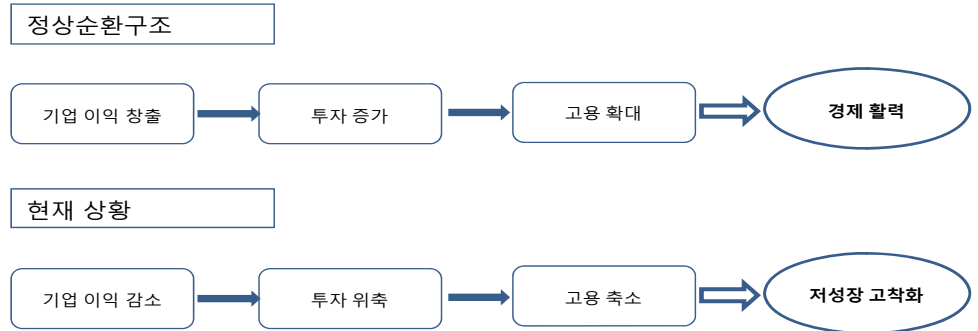 정상순환구조
기업 이익 창출
투자 증가
고용 확대
경제 활력
현재 상황
기업 이익 감소
투자 위축
고용 축소
저성장 고착화